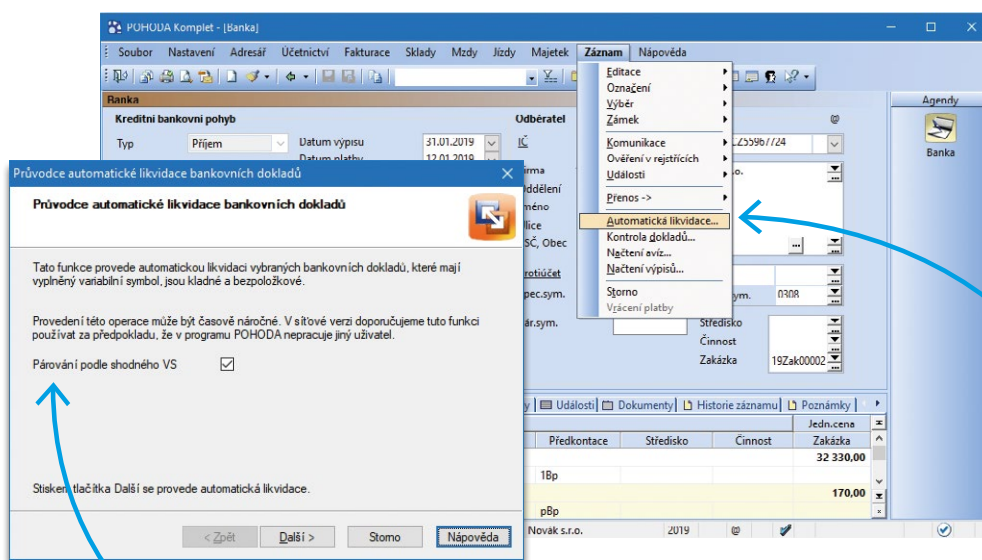 POHODA Komplet - [Banka]
Soubor Nastavení Adresář Účetnictví Fakturace Sklady Mzdy Jízdy Majetek Záznam Nápověda
Banka
Agendy
Banka
Kreditní bankovní pohyb
Odběratel
@
Typ
Příjem
Datum výpisu
31.01.2019
IČ
CZ55967724
Datum platby
12.01.2019
Editace
Označení
Výběr
Zámek
Komunikace
Ověření v rejstřících
Události
Přenos ->
Automatická likvidace...
Kontrola dokladů...
Načtení avíz...
Načtení výpisů...
Storno
Vrácení platby
Průvodce automatické likvidace bankovních dokladů
Průvodce automatické likvidace bankovních dokladů
Tato funkce provede automatickou likvidaci vybraných bankovních dokladů, které mají
vyplněný variabilní symbol, jsou kladné a bezpoložkové.
Provedení této operace může být časově náročné. V síťové verzi doporučujeme tuto funkci
používat za předpokladu, že v programu POHODA nepracuje jiný uživatel.
Párování podle shodného VS
Stiskem tlačítka Další se provede automatická likvidace.
< Zpět
Další >
Storno
Nápověda
irma
o.
ddělení
méno
lice
SČ, Obec
rotiúčet
pec.sym.
ym.
0308
ár.sym.
Středisko
Činnost
Zakázka
19Zak00002
y
Události
Dokumenty
Historie záznamu
Poznámky
Jedn.cena
Předkontace
Středisko
Činnost
Zakázka
32 330,00
1Bp
170,00
pBp
Novák s.r.o.
2019
@